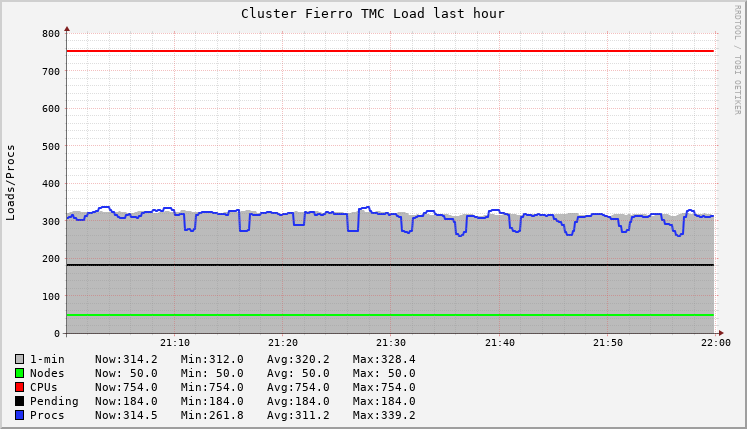 Cluster Fierro TMC Load last hour
RRDTOOL / TOBI OETIKER
Loads/Procs
800
700
600
500
400
300
200
100
0
21:10 21:20 21:30 21:40 21:50 22:00
1-min Now:314.2 Min:312.0 Avg:320.2 Max:328.4
Nodes Now: 50.0 Min: 50.0 Avg: 50.0 Max: 50.0
CPUs Now:754.0 Min:754.0 Avg:754.0 Max:754.0
Pending Now:184.0 Min:184.0 Avg:184.0 Max:184.0
Procs Now:314.5 Min:261.8 Avg:311.2 Max:339.2